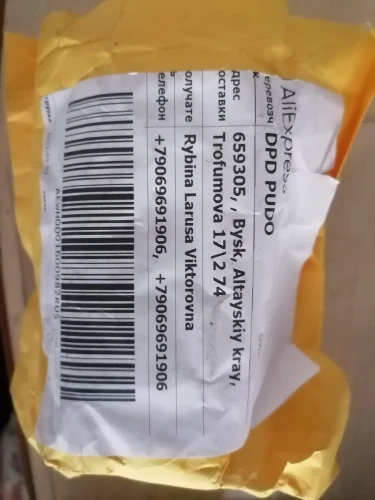 AliExpress
еревозч DPD PUDO
к
дрес 659305, , Bysk, Altayskiy kray,
оставки Trofumova 17\2 74
олучате Rybina Larusa Viktorovna
ь
елефон +79069691906, +79069691906